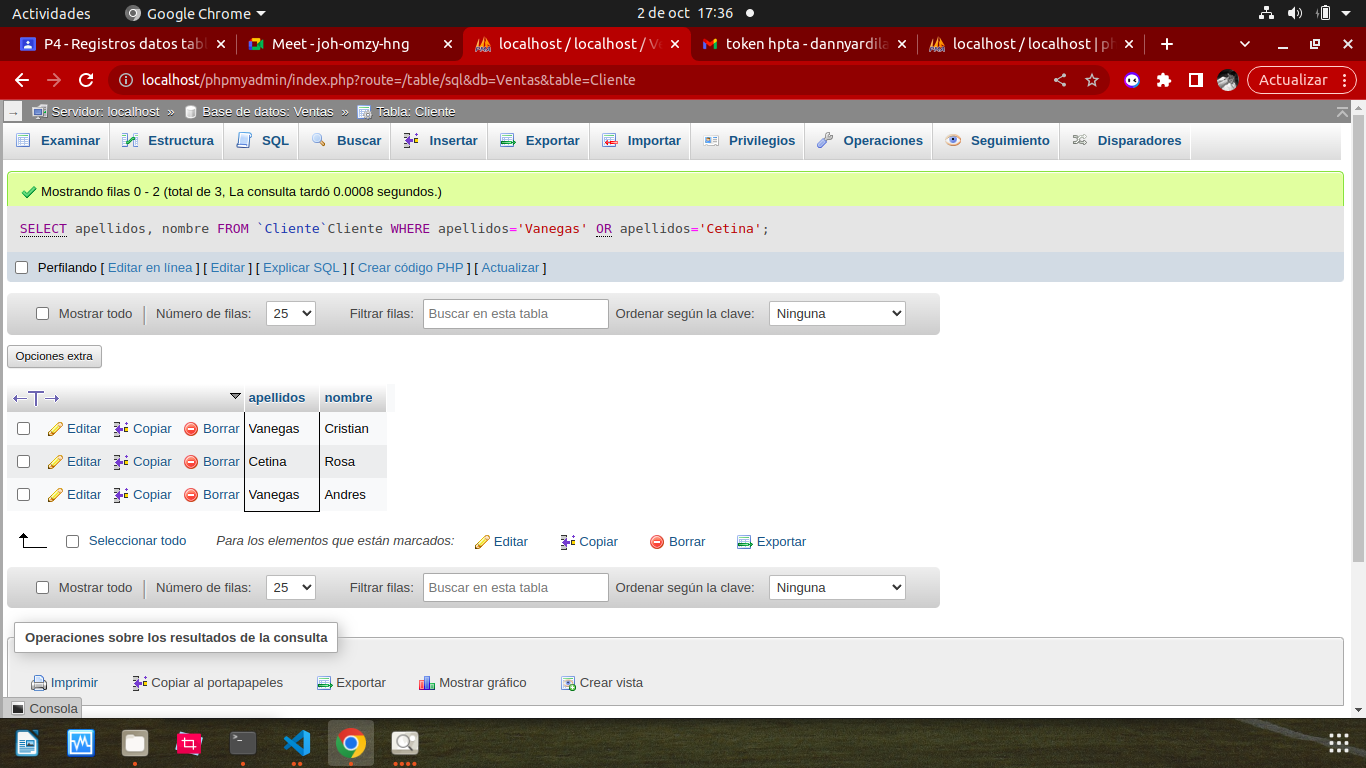 Actividades Google Chrome 2 de oct 17:36
P4 - Registros datos tab Meet - joh-omzy-hng localhost / localhost / Ve token hpta - dannyardila localhost / localhost | ph
localhost/phpmyadmin/index.php?route=/table/sql&db=Ventas&table=Cliente Actualizar
Servidor: localhost » Base de datos: Ventas » Tabla: Cliente
Examinar Estructura SQL Buscar Insertar Exportar Importar Privilegios Operaciones Seguimiento Disparadores
Mostrando filas 0 - 2 (total de 3, La consulta tardó 0.0008 segundos.)
SELECT apellidos, nombre FROM `Cliente`Cliente WHERE apellidos='Vanegas' OR apellidos='Cetina';
Perfilando [ Editar en línea ] [ Editar ] [ Explicar SQL ] [ Crear código PHP ] [ Actualizar ]
Mostrar todo Número de filas: 25 Filtrar filas: Buscar en esta tabla Ordenar según la clave: Ninguna
Opciones extra
apellidos nombre
Editar Copiar Borrar Vanegas Cristian
Editar Copiar Borrar Cetina Rosa
Editar Copiar Borrar Vanegas Andres
Seleccionar todo Para los elementos que están marcados: Editar Copiar Borrar Exportar
Mostrar todo Número de filas: 25 Filtrar filas: Buscar en esta tabla Ordenar según la clave: Ninguna
Operaciones sobre los resultados de la consulta
Imprimir Copiar al portapapeles Exportar Mostrar gráfico Crear vista
Consola